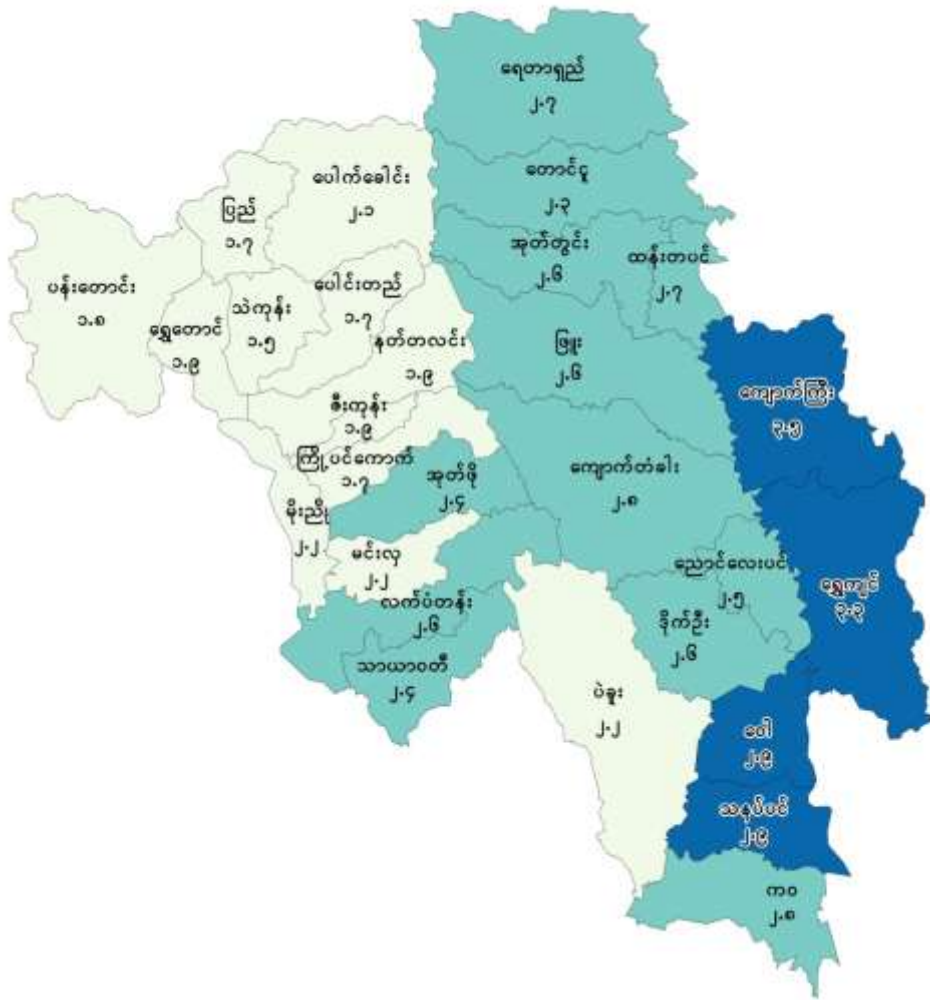 ရေတာရှည်
၂.၇
တောင်ငူ
၂.၃
ပေါက်ခေါင်း
၂.၁
ပြည်
၁.၇
အုတ်တွင်း
၂.၆
ထန်းတပင်
၂.၇
ပန်းတောင်း
၁.၈
ရွှေတောင်
၁.၉
သဲကုန်း
၁.၅
ပေါင်းတည်
၁.၇
နတ်တလင်း
၁.၉
ဖြူး
၂.၆
ကျောက်ကြီး
၃.၅
ဇီးကုန်း
၁.၉
ကြို့ပင်ကောက်
၁.၇
အုတ်ဖို
၂.၄
ကျောက်တံခါး
၂.၈
မိုးညို
၂.၂
မင်းလှ
၂.၂
ညောင်လေးပင်
၂.၅
ရွှေကျင်
၃.၃
လက်ပံတန်း
၂.၆
ဒိုက်ဦး
၂.၆
သာယာဝတီ
၂.၄
ပဲခူး
၂.၂
ဝေါ
၂.၉
သနပ်ပင်
၂.၉
ကဝ
၂.၈